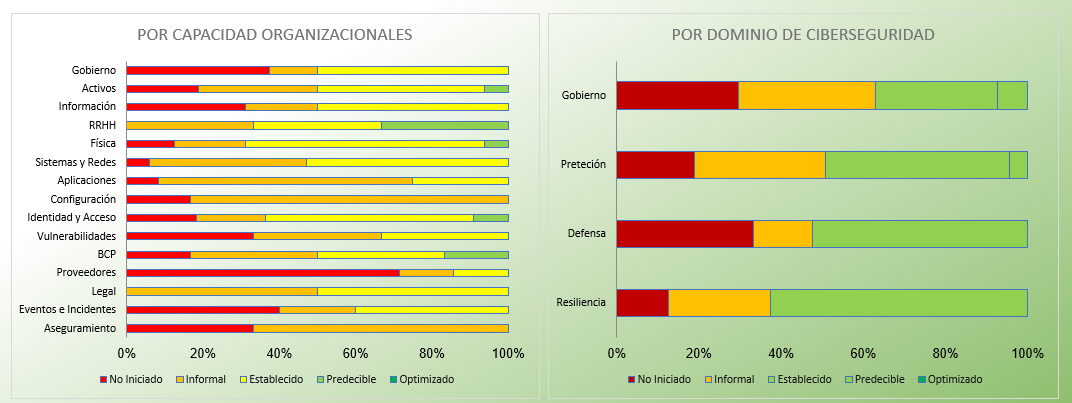 POR CAPACIDAD ORGANIZACIONALES
Gobierno
Activos
Información
RRHH
Física
Sistemas y Redes
Aplicaciones
Configuración
Identidad y Acceso
Vulnerabilidades
BCP
Proveedores
Legal
Eventos e Incidentes
Aseguramiento
0% 20% 40% 60% 80% 100%
No Iniciado Informal Establecido Predecible Optimizado
POR DOMINIO DE CIBERSEGURIDAD
Gobierno
Preteción
Defensa
Resiliencia
0% 20% 40% 60% 80% 100%
No Iniciado Informal Establecido Predecible Optimizado